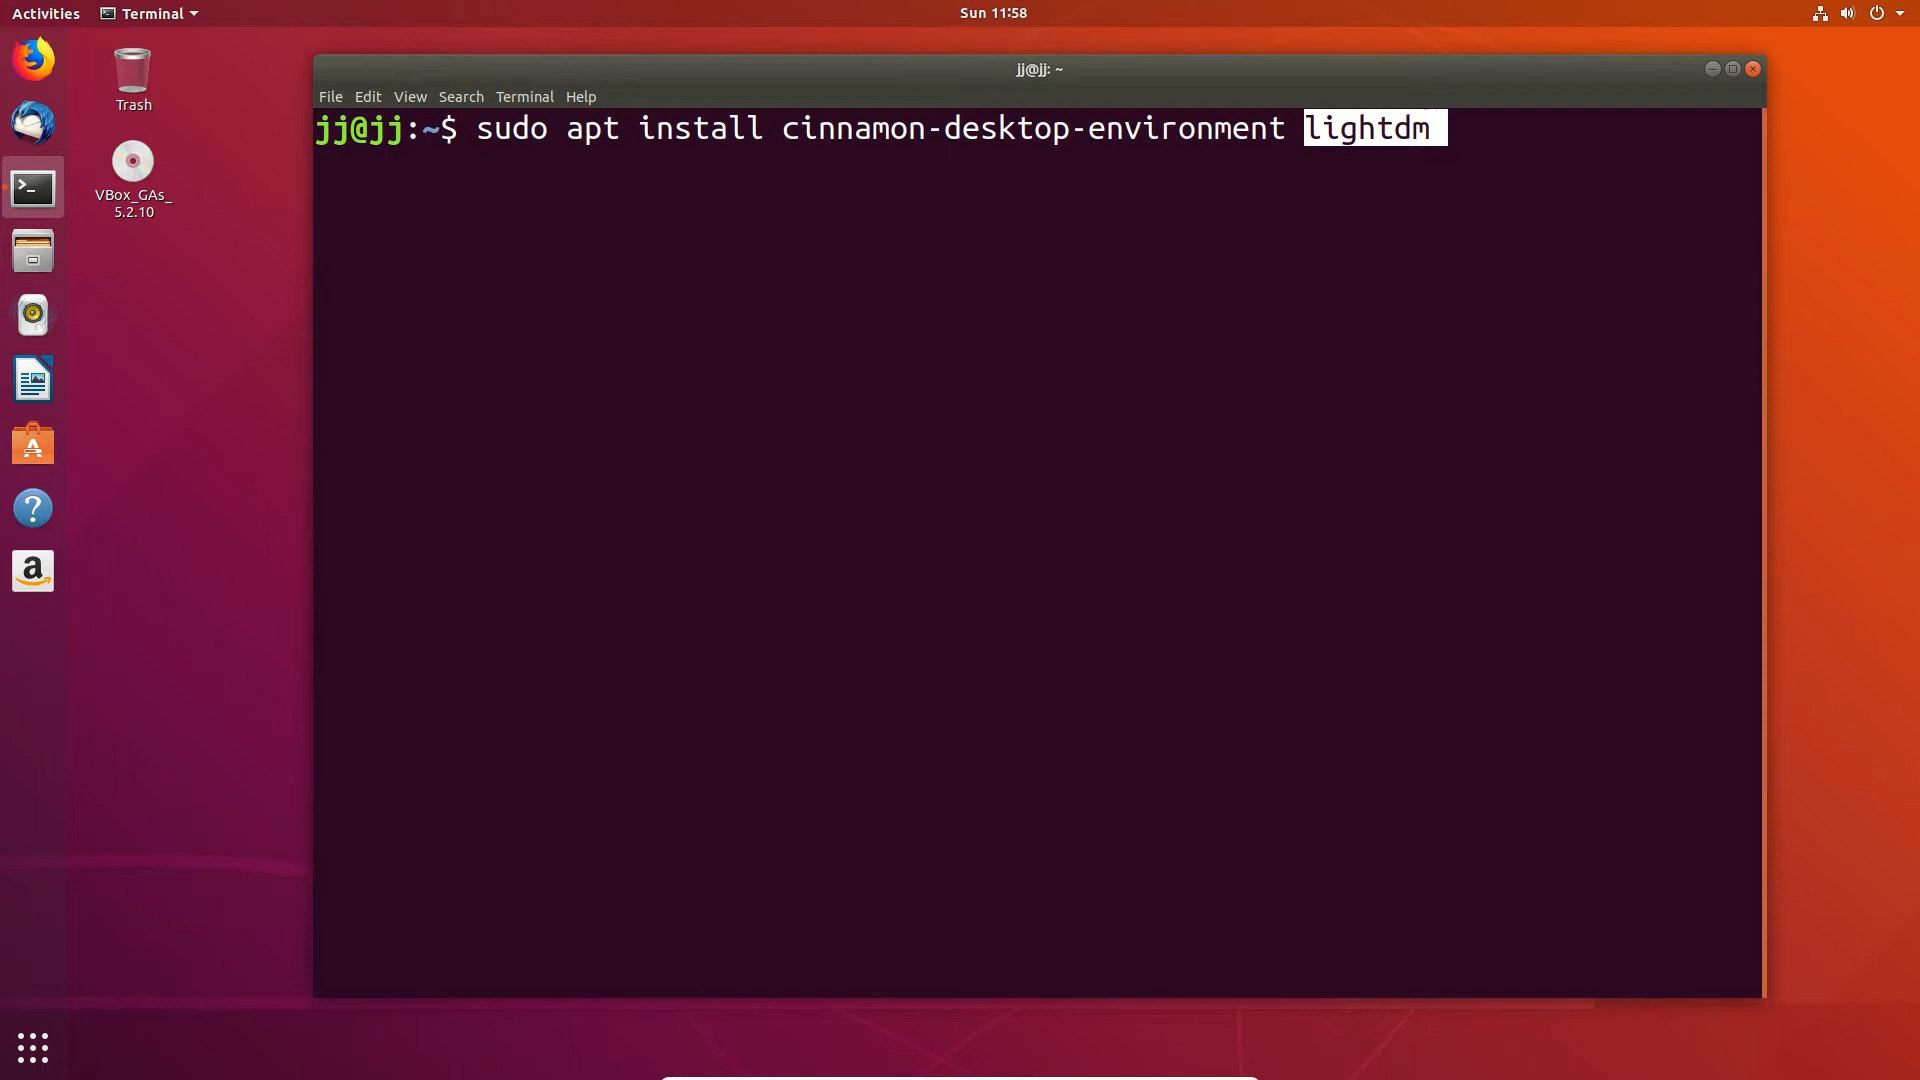 Activities Terminal Sun 11:58
Trash
VBox_GAs_
5.2.10
jj@jj: ~
File Edit View Search Terminal Help
jj@jj:~$ sudo apt install cinnamon-desktop-environment lightdm